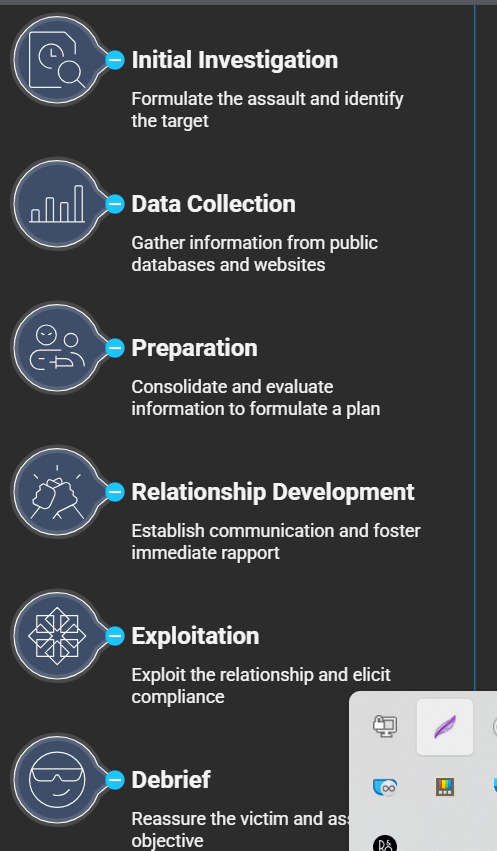 Initial Investigation
Formulate the assault and identify
the target
Data Collection
Gather information from public
databases and websites
Preparation
Consolidate and evaluate
information to formulate a plan
Relationship Development
Establish communication and foster
immediate rapport
Exploitation
Exploit the relationship and elicit
compliance
Debrief
Reassure the victim and
objective